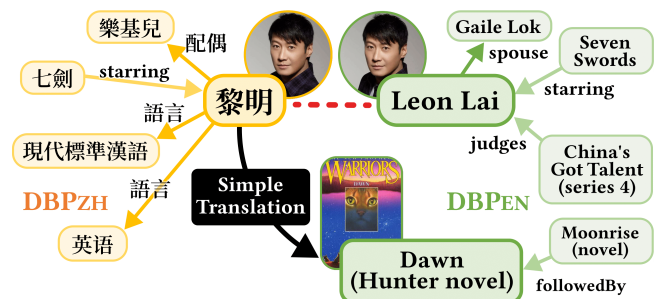 樂基兒
配偶
七劍
starring
黎明
語言
現代標準漢語
語言
DBPZH
英语
Simple
Translation
Gaile Lok
spouse
Seven
Swords
starring
Leon Lai
judges
China's
Got Talent
(series 4)
DBPEN
WARRIORS
DAWN
Dawn
(Hunter novel)
Moonrise
(novel)
followedBy